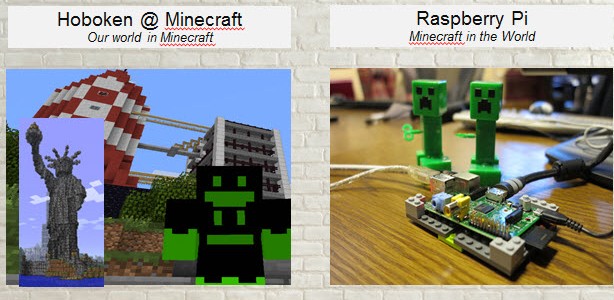 Hoboken @ Minecraft
Our world in Minecraft
Raspberry Pi
Minecraft in the World